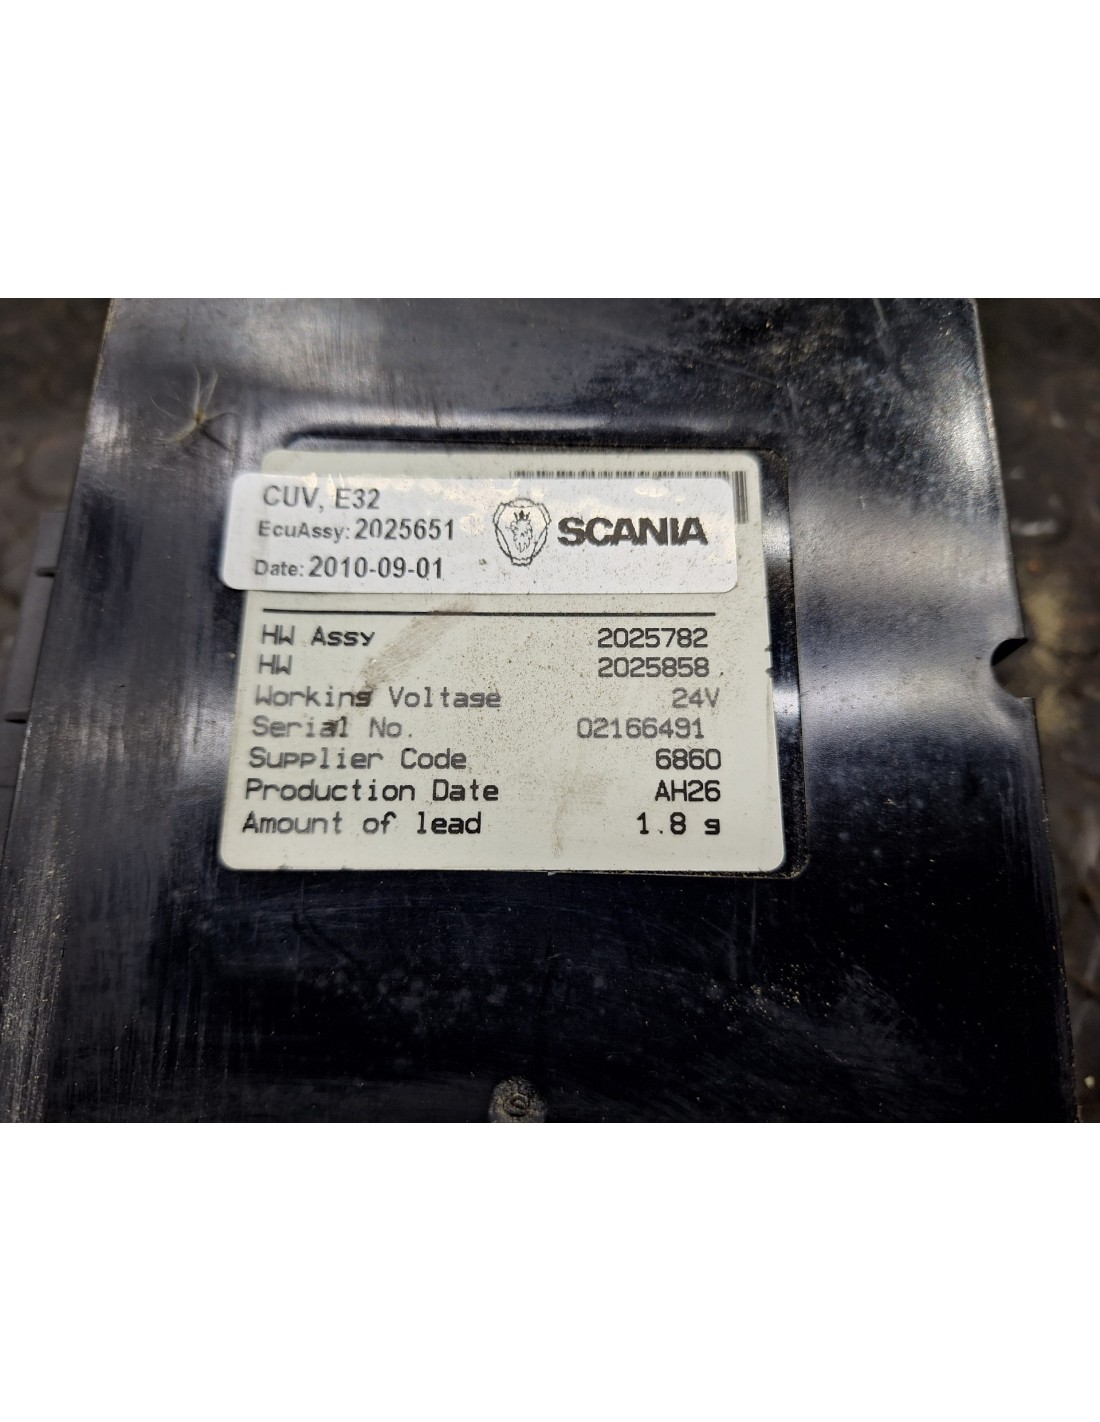 CUV, E32
EcuAssy: 2025651
SCANIA
Date: 2010-09-01
HW Assy 2025782
HW 2025858
Working Voltage 24V
Serial No. 02166491
Supplier Code 6860
Production Date AH26
Amount of lead 1.8 g